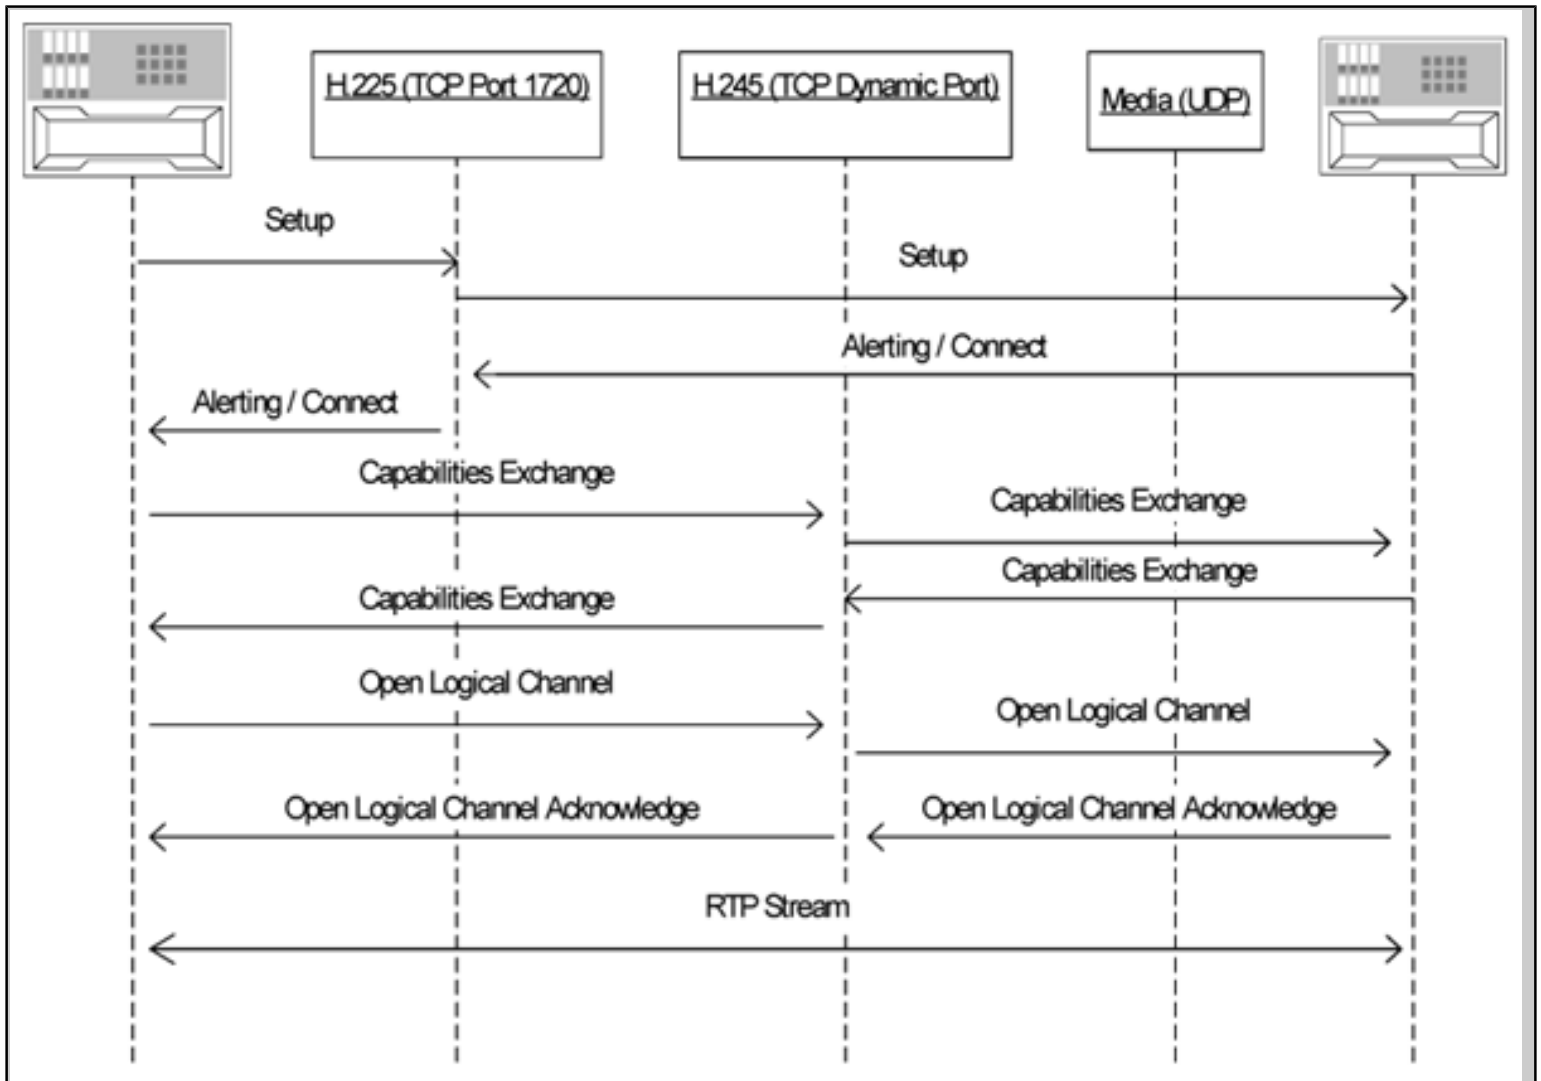 H.225 (TCP Port 1720)
H.245 (TCP Dynamic Port)
Media (UDP)
Setup
Setup
Alerting / Connect
Alerting / Connect
Capabilities Exchange
Capabilities Exchange
Capabilities Exchange
Capabilities Exchange
Open Logical Channel
Open Logical Channel
Open Logical Channel Acknowledge
Open Logical Channel Acknowledge
RTP Stream